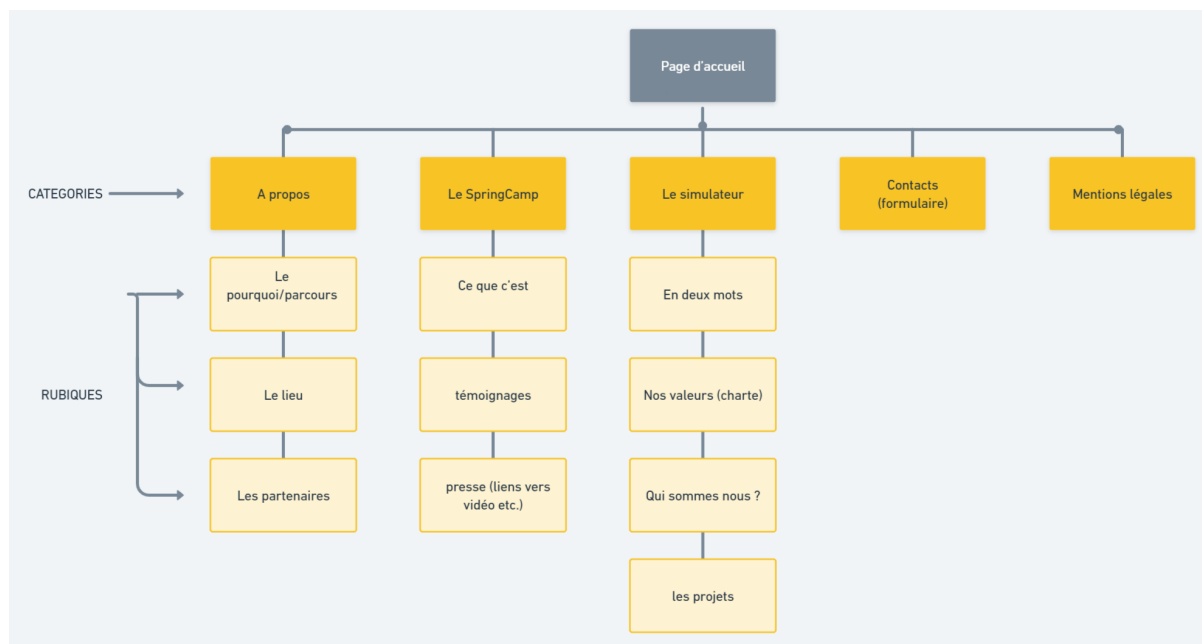 Page d'accueil
CATEGORIES
A propos
Le SpringCamp
Le simulateur
Contacts
(formulaire)
Mentions légales
RUBIQUES
Le
pourquoi/parcours
Ce que c'est
En deux mots
Le lieu
témoignages
Nos valeurs (charte)
Les partenaires
presse (liens vers
vidéo etc.)
Qui sommes nous ?
les projets